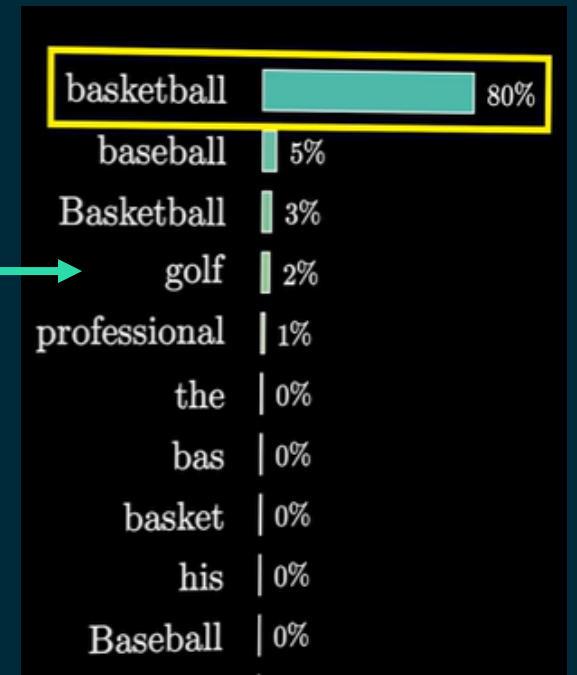 basketball 80%
baseball 5%
Basketball 3%
golf 2%
professional 1%
the 0%
bas 0%
basket 0%
his 0%
Baseball 0%